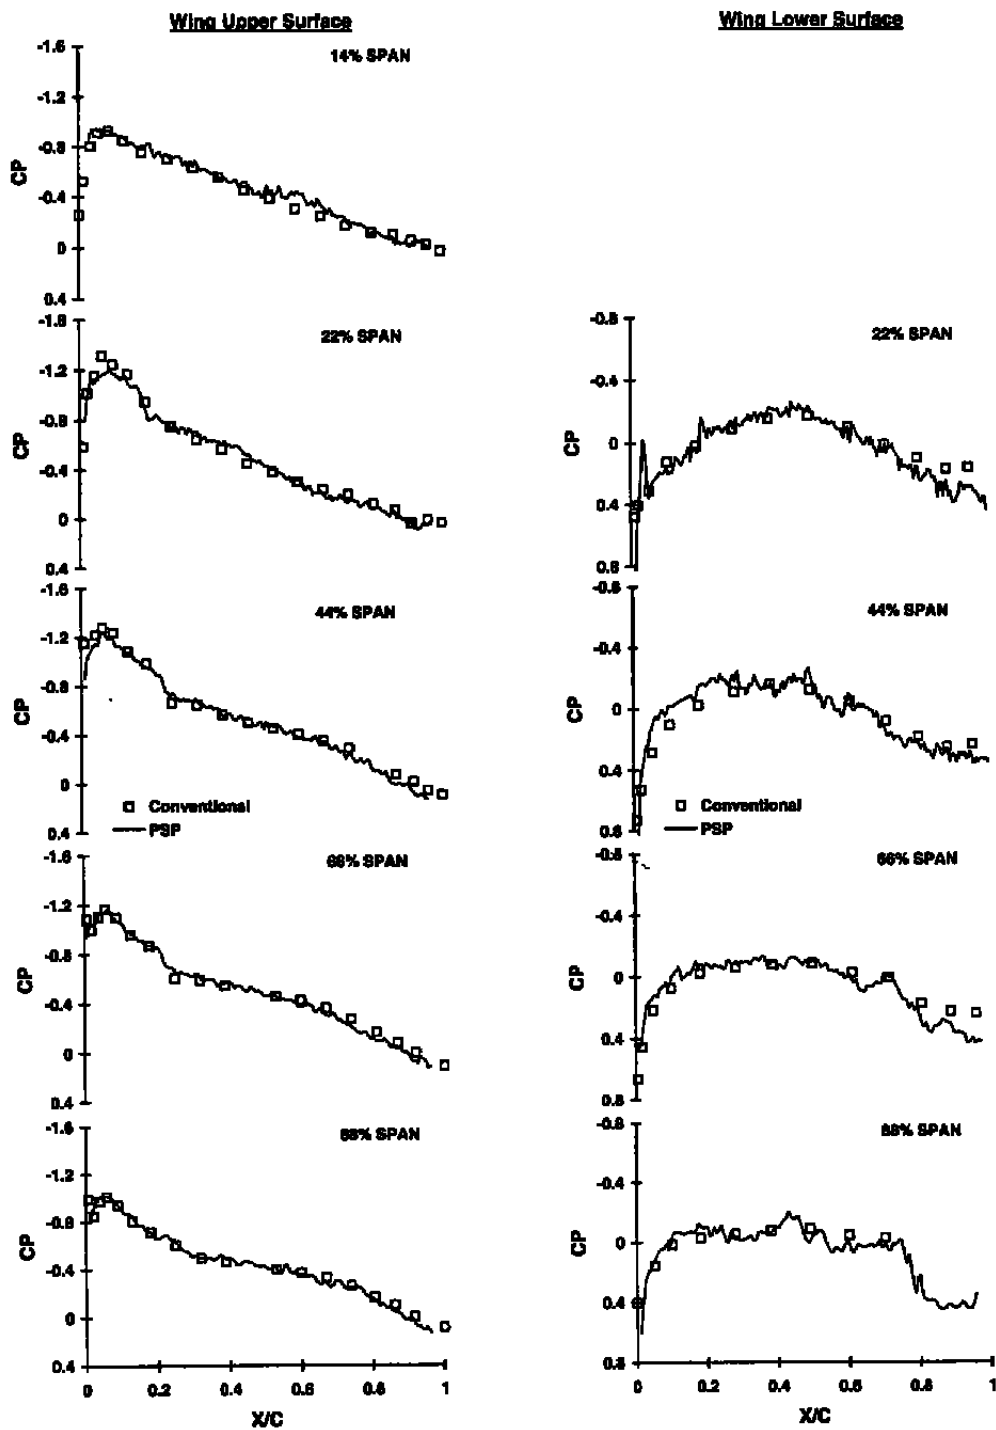 Wing Upper Surface
14% SPAN
-1.6
-1.2
-0.8
-0.4
0
0.4
CP
22% SPAN
-1.6
-1.2
-0.8
-0.4
0
0.4
CP
44% SPAN
-1.6
-1.2
-0.8
-0.4
0
0.4
CP
Conventional
PSP
66% SPAN
-1.6
-1.2
-0.8
-0.4
0
0.4
CP
88% SPAN
-1.6
-1.2
-0.8
-0.4
0
0.4
CP
0 0.2 0.4 0.6 0.8 1
X/C
Wing Lower Surface
22% SPAN
-0.8
-0.4
0
0.4
0.8
CP
44% SPAN
-0.8
-0.4
0
0.4
0.8
CP
Conventional
PSP
66% SPAN
-0.8
-0.4
0
0.4
0.8
CP
88% SPAN
-0.8
-0.4
0
0.4
0.8
CP
0 0.2 0.4 0.6 0.8 1
X/C